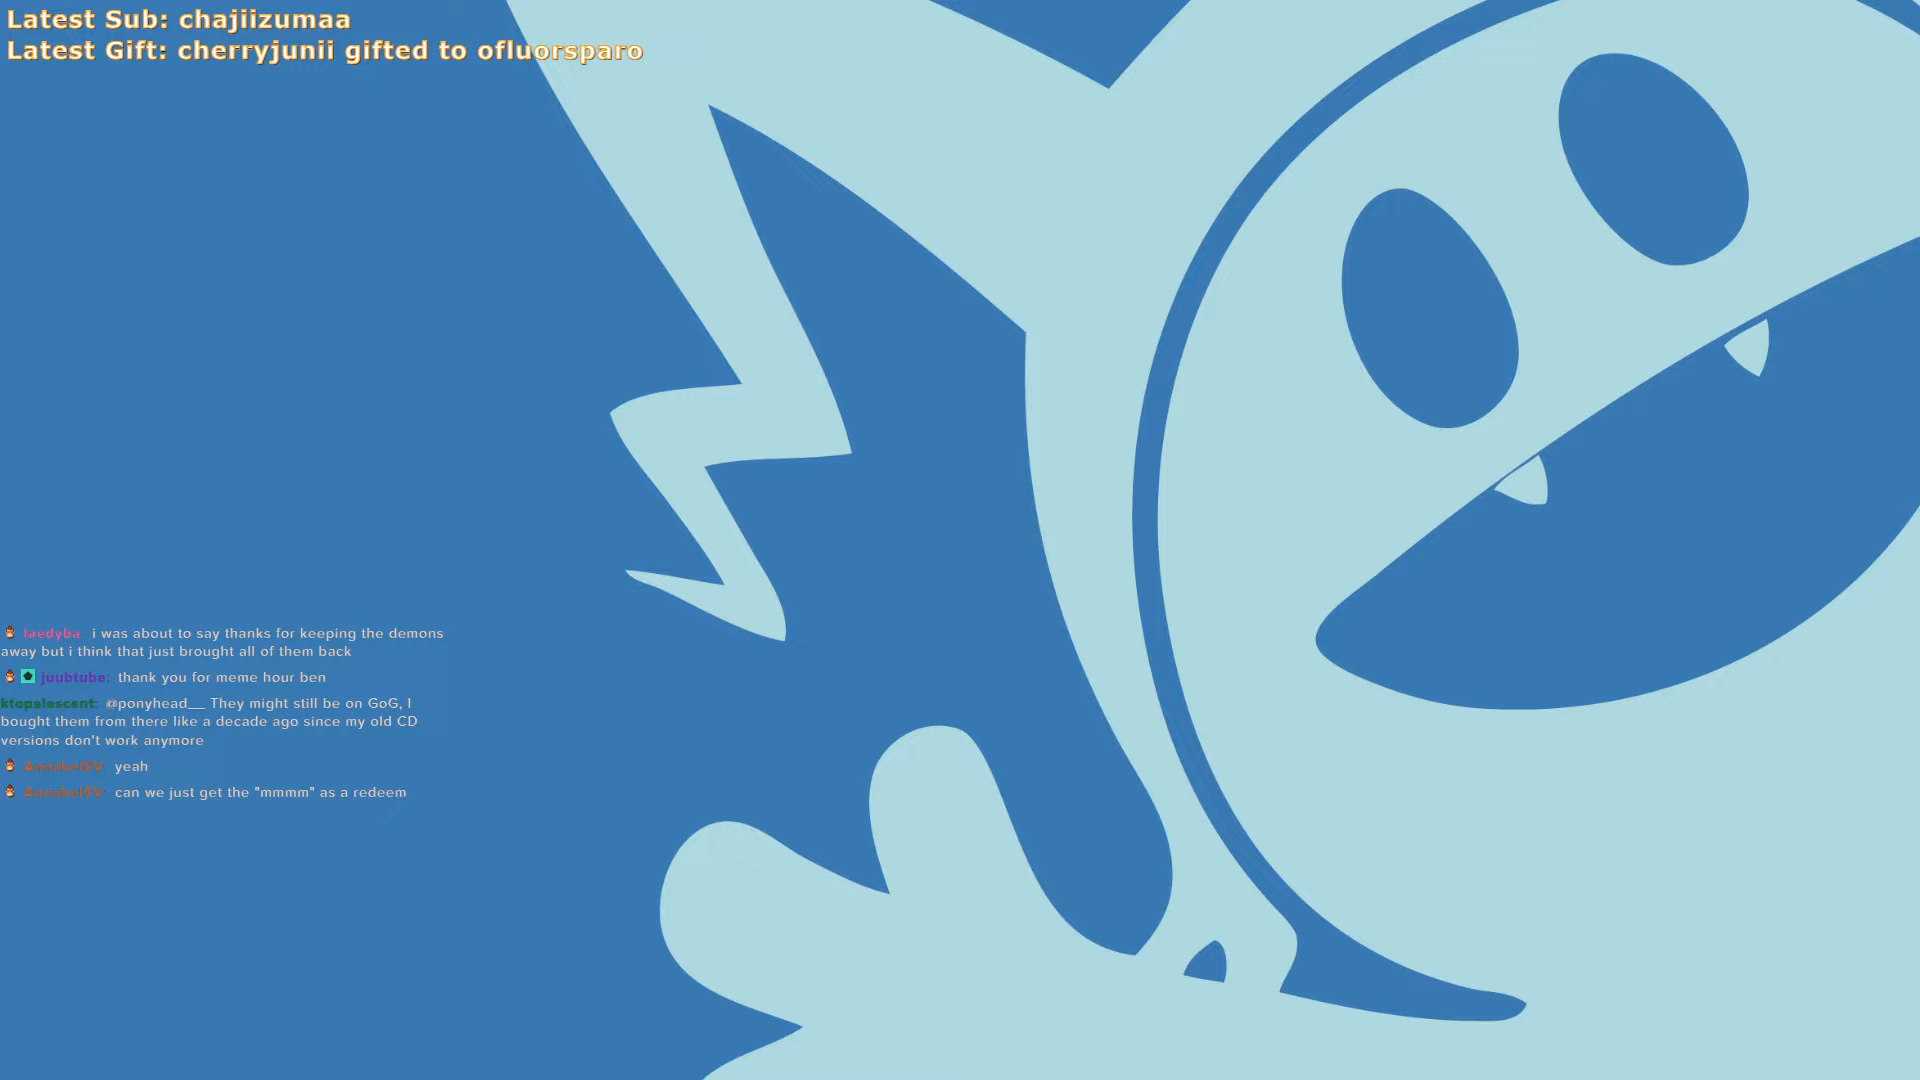 Latest Sub: chajiizumaa
Latest Gift: cherryjunii gifted to ofluorsparo
laedyba: i was about to say thanks for keeping the demons
away but i think that just brought all of them back
juubtube: thank you for meme hour ben
ktopalescent: @ponyhead__ They might still be on GoG, I
bought them from there like a decade ago since my old CD
versions don't work anymore
AnnabelSV: yeah
AnnabelSV: can we just get the "mmmm" as a redeem